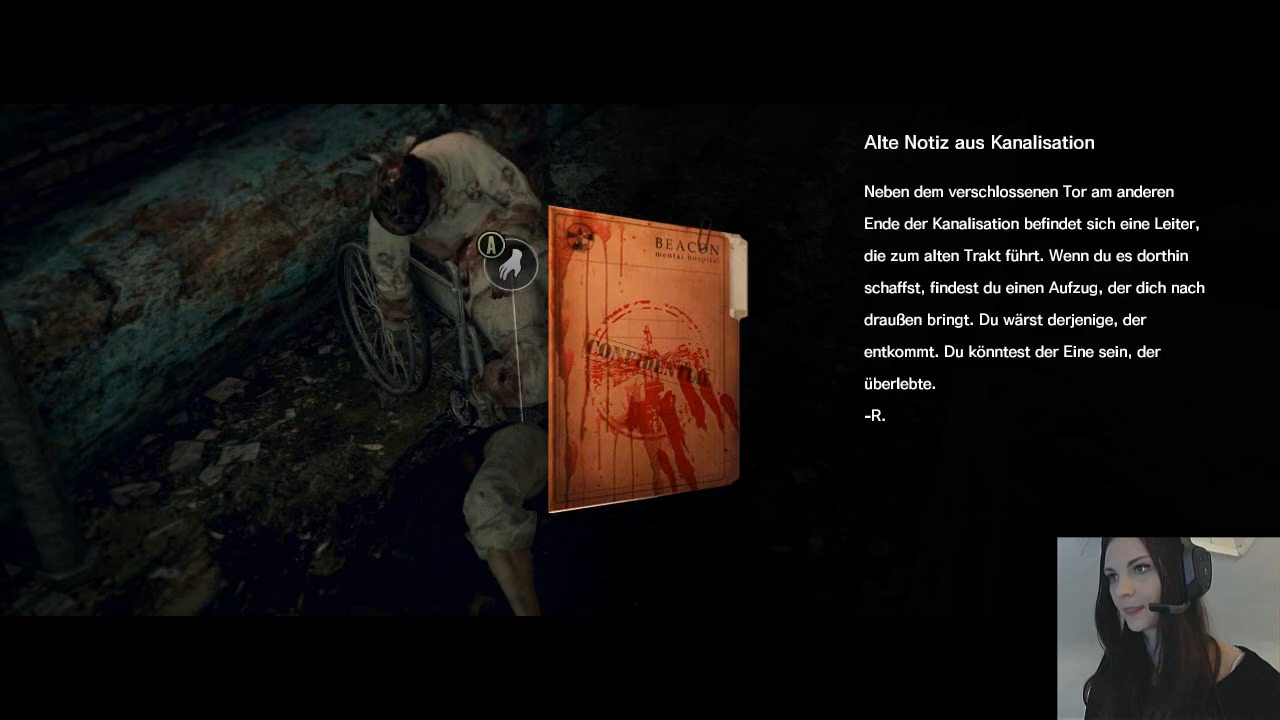 Alte Notiz aus Kanalisation
Neben dem verschlossenen Tor am anderen
Ende der Kanalisation befindet sich eine Leiter,
die zum alten Trakt führt. Wenn du es dorthin
schaffst, findest du einen Aufzug, der dich nach
draußen bringt. Du wärst derjenige, der
entkommt. Du könntest der Eine sein, der
überlebte.
-R.
A
BEACON
mental hospital
CONFIDENTIAL